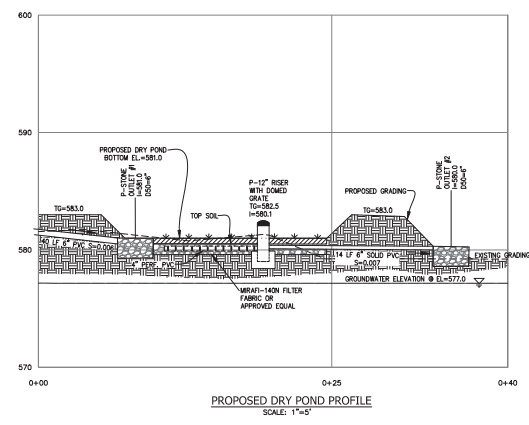 600
590
580
570
PROPOSED DRY POND
BOTTOM EL.=581.0
P-STONE
OUTLET #1
I=581.0
D50=6"
P-12" RISER
WITH DOMED
GRATE
TG=582.5
I=580.1
P-STONE
OUTLET #2
I=580.0
D50=6"
PROPOSED GRADING
TG=583.0
TG=583.0
TOP SOIL
40 LF 6" PVC S=0.006
4" PERF. PVC
14 LF 6" SOLID PVC
S=0.007
EXISTING GRADING
MIRAFI-140N FILTER
FABRIC OR
APPROVED EQUAL
GROUNDWATER ELEVATION @ EL=577.0
0+00
0+25
0+40
PROPOSED DRY POND PROFILE
SCALE: 1"=5'